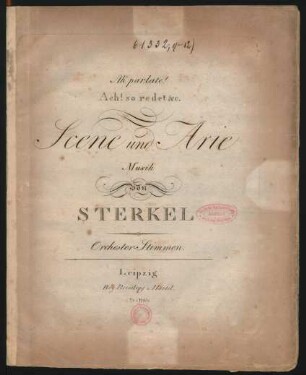 Ah parlate!
Ach! so redet &c.
Scene und Arie
Musik
von
STERKEL
Orchester Stimmen.
Leipzig